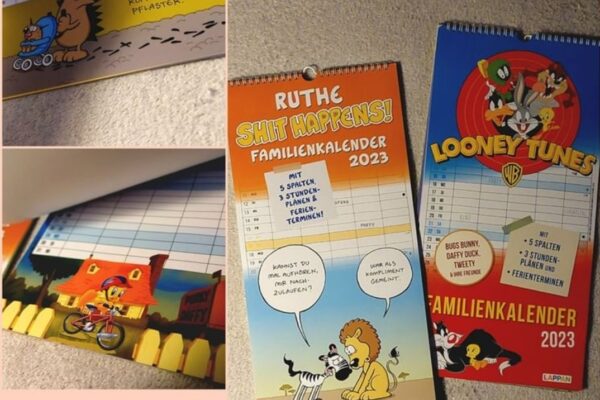 PFLASTER.
RUTHE
SHIT HAPPENS!
FAMILIENKALENDER
2023
MIT
5 SPALTEN,
3 STUNDEN-
PLÄNEN &
FERIEN-
TERMINEN!
KANNST DU
MAL AUFHÖREN,
MIR NACH-
ZULAUFEN?
WAR ALS
KOMPLIMENT
GEMEINT.
LOONEY TUNES
WB
BUGS BUNNY,
DAFFY DUCK,
TWEETY
& IHRE FREUNDE
MIT
• 5 SPALTEN
• 3 STUNDEN-
PLÄNEN UND
• FERIENTERMINEN
FAMILIENKALENDER
2023
LAPPAN